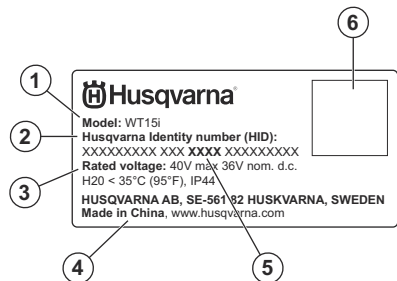 6
1
Husqvarna
Model: WT15i
2
Husqvarna Identity number (HID):
XXXXXXXXX XXX XXXX XXXXXXXXX
3
Rated voltage: 40V max 36V nom. d.c.
H20 < 35°C (95°F), IP44
HUSQVARNA AB, SE-561 82 HUSKVARNA, SWEDEN
Made in China, www.husqvarna.com
4
5